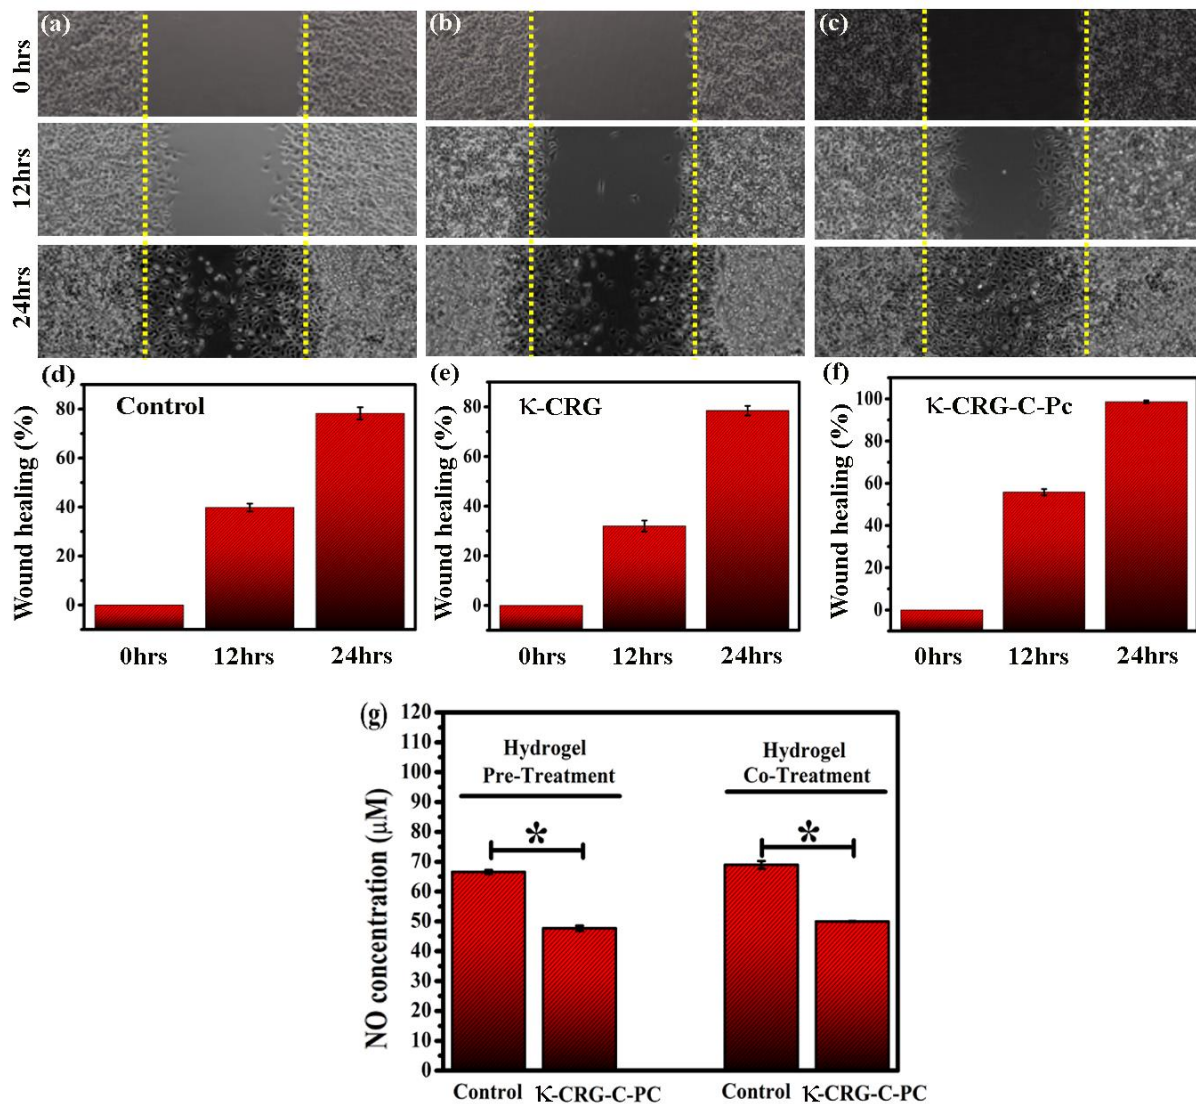 (a)
(b)
(c)
0 hrs
12hrs
24hrs
(d)
(e)
(f)
Control
K-CRG
K-CRG-C-Pc
Wound healing (%)
80
60
40
20
0
Wound healing (%)
80
60
40
20
0
Wound healing (%)
100
80
60
40
20
0
0hrs 12hrs 24hrs
0hrs 12hrs 24hrs
0hrs 12hrs 24hrs
(g)
NO concentration (μM)
120
110
100
90
80
70
60
50
40
30
20
10
0
Hydrogel
Pre-Treatment
Hydrogel
Co-Treatment
*
*
Control K-CRG-C-PC
Control K-CRG-C-PC